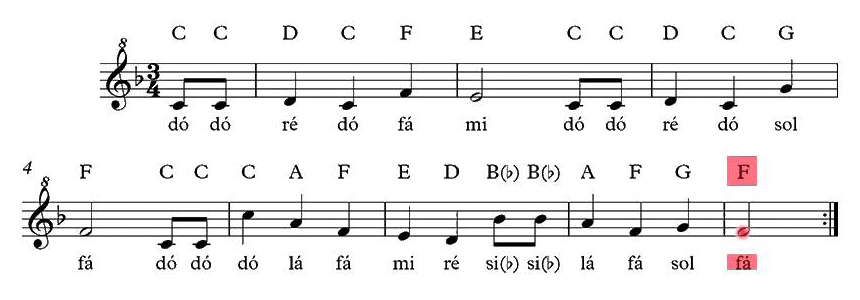 C C D C F E C C D C G
8
3
4
dó dó ré dó fá mi dó dó ré dó sol
4 F C C C A F E D B(♭) B(♭) A F G F
8
fá dó dó dó lá fá mi ré si(♭) si(♭) lá fá sol fá